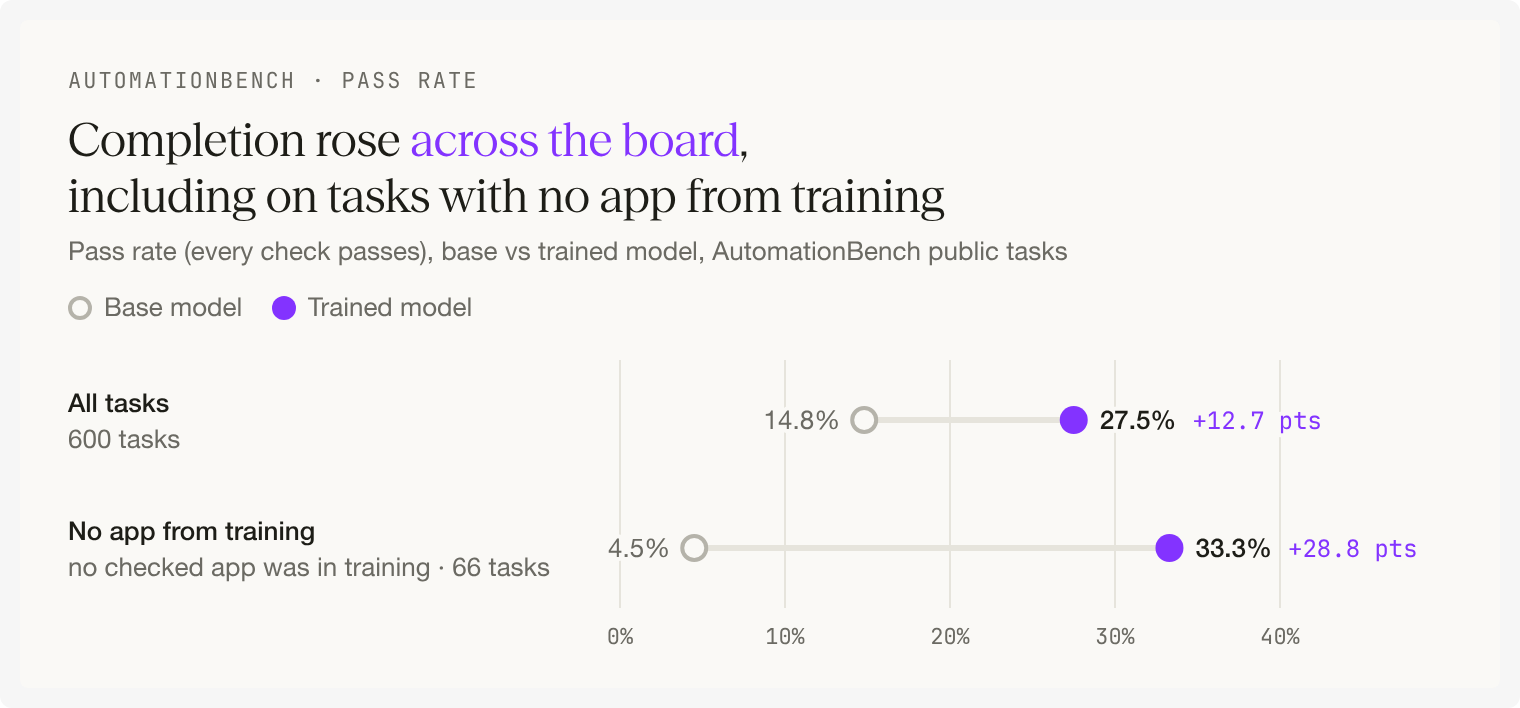 AUTOMATIONBENCH · PASS RATE
Completion rose across the board,
including on tasks with no app from training
Pass rate (every check passes), base vs trained model, AutomationBench public tasks
Base model Trained model
All tasks
600 tasks
14.8% 27.5% +12.7 pts
No app from training
no checked app was in training · 66 tasks
4.5% 33.3% +28.8 pts
0% 10% 20% 30% 40%